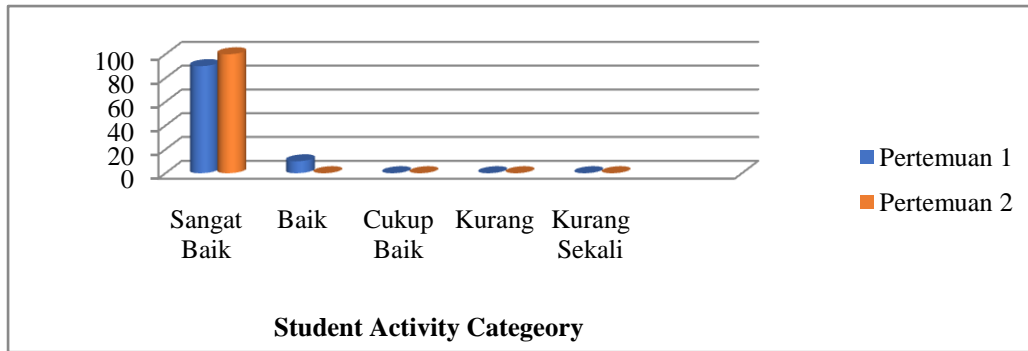 100
80
60
40
20
0
Sangat Baik
Baik
Cukup Baik
Kurang
Kurang Sekali
Pertemuan 1
Pertemuan 2
Student Activity Categeory